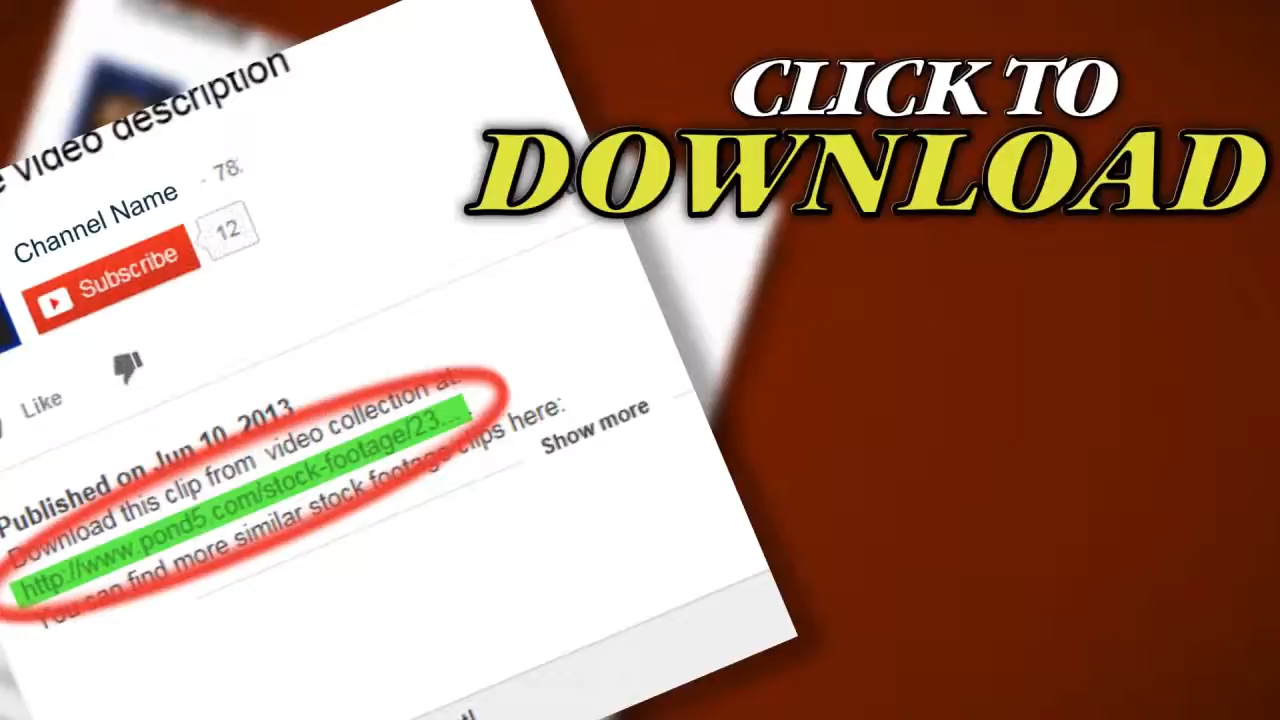 CLICK TO
DOWNLOAD
video description
Channel Name
78
Subscribe
12
Like
Published on Jun 10, 2013
Download this clip from video collection at:
http://www.pond5.com/stock-footage/23...
You can find more similar stock footage clips here:
Show more